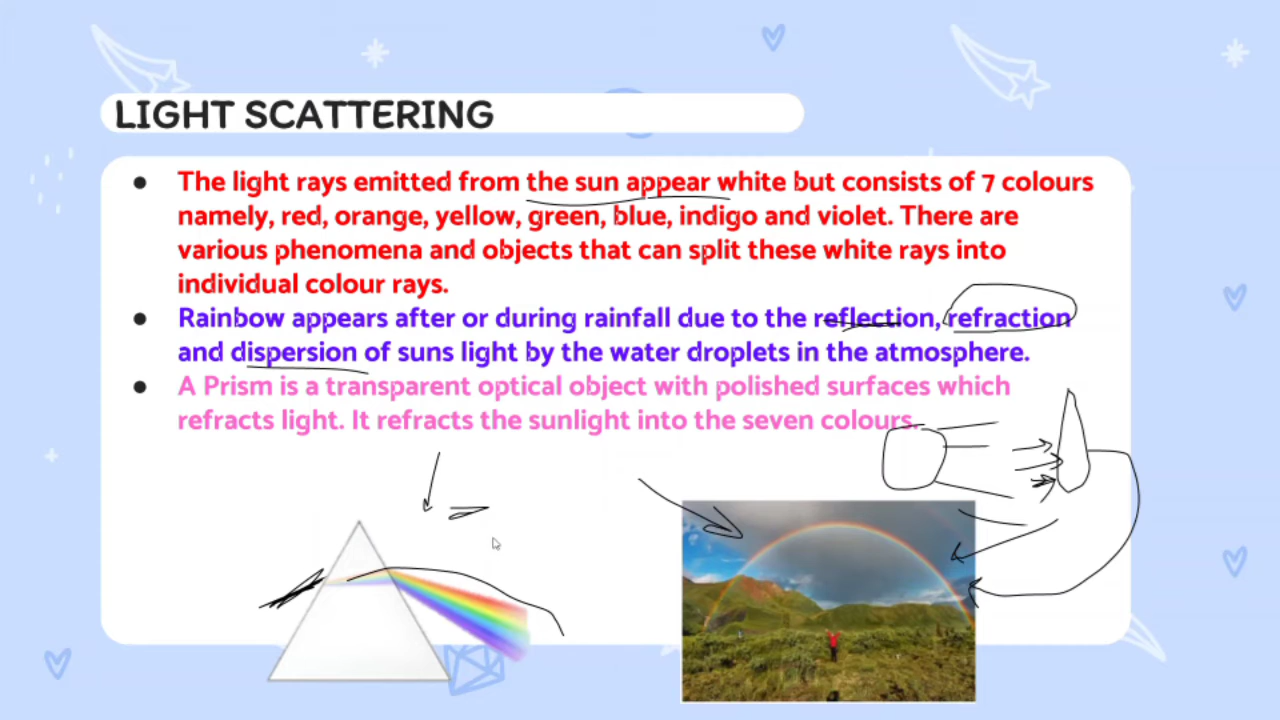 LIGHT SCATTERING
● The light rays emitted from the sun appear white but consists of 7 colours
namely, red, orange, yellow, green, blue, indigo and violet. There are
various phenomena and objects that can split these white rays into
individual colour rays.
● Rainbow appears after or during rainfall due to the reflection, refraction
and dispersion of suns light by the water droplets in the atmosphere.
● A Prism is a transparent optical object with polished surfaces which
refracts light. It refracts the sunlight into the seven colours.